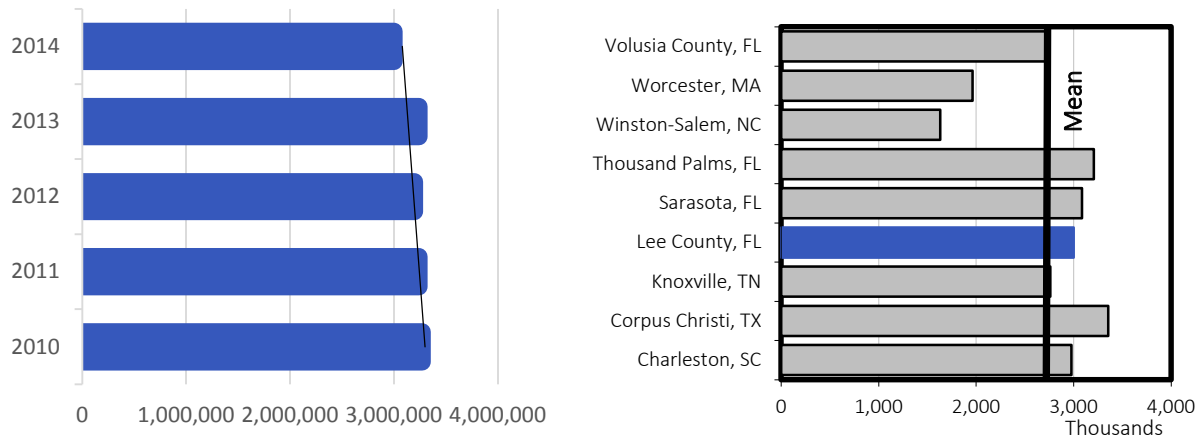 2014
2013
2012
2011
2010
0 1,000,000 2,000,000 3,000,000 4,000,000
Volusia County, FL
Worcester, MA
Winston-Salem, NC
Thousand Palms, FL
Sarasota, FL
Lee County, FL
Knoxville, TN
Corpus Christi, TX
Charleston, SC
Mean
0 1,000 2,000 3,000 4,000
Thousands